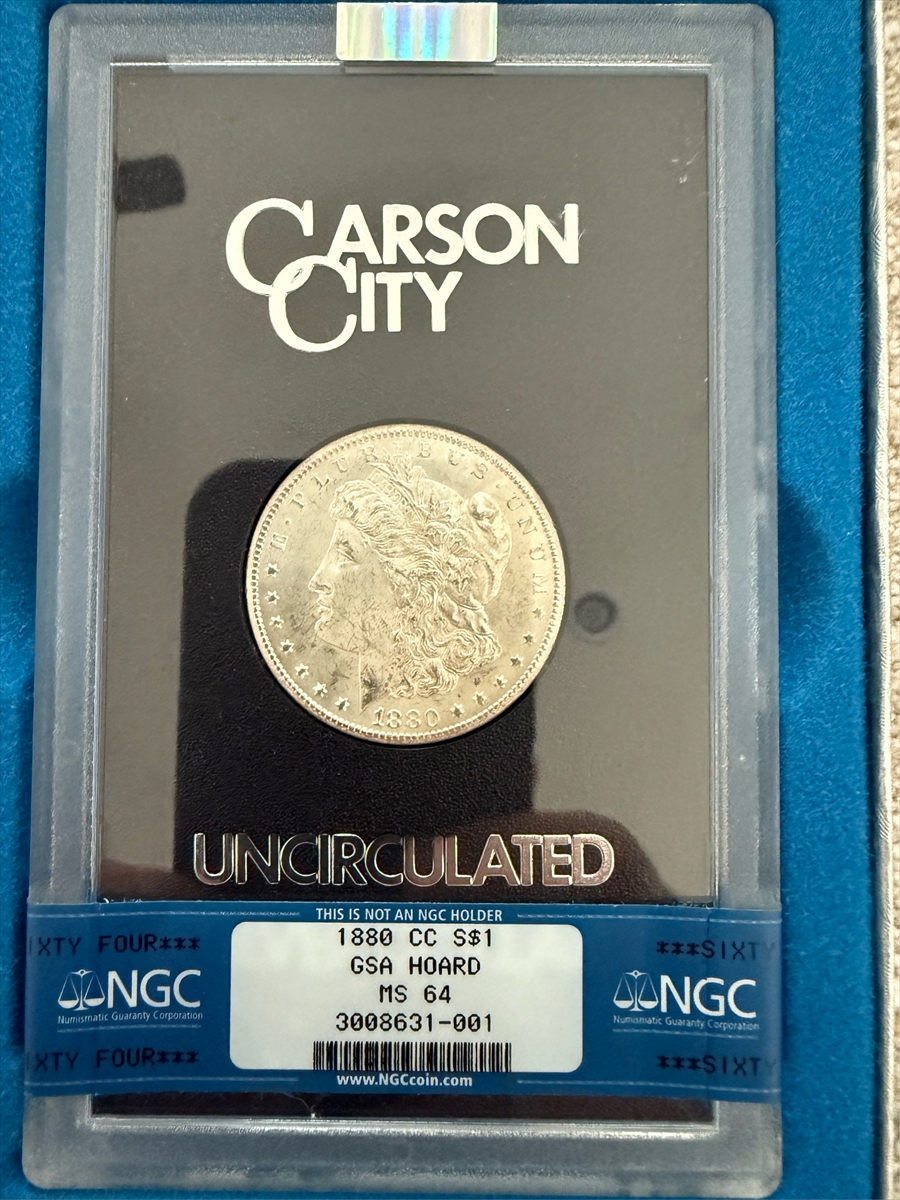 CARSON
CITY
E·PLURIBUS·UNUM
1880
UNCIRCULATED
THIS IS NOT AN NGC HOLDER
IXTY FOUR***
1880 CC S$1
***SIXTY
GSA HOARD
NGC
Numismatic Guaranty Corporation
MS 64
NGC
Numismatic Guaranty Corporation
3008631-001
IXTY FOUR***
***SIXTY
www.NGCcoin.com